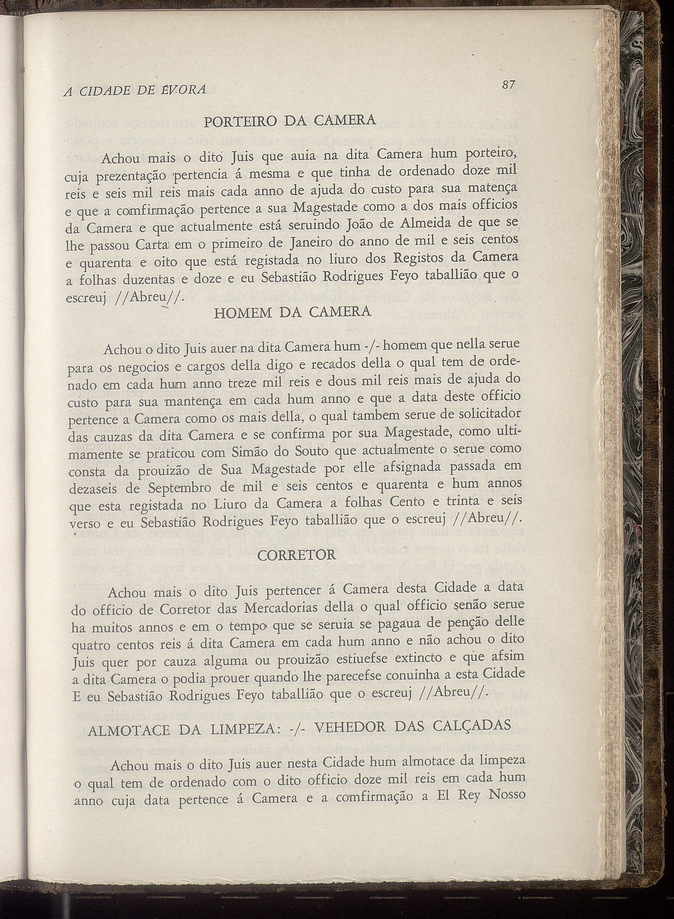 A CIDADE DE ÉVORA
87
PORTEIRO DA CAMERA
Achou mais o dito Juis que auia na dita Camera hum porteiro,
cuja prezentação pertencia á mesma e que tinha de ordenado doze mil
reis e seis mil reis mais cada anno de ajuda do custo para sua matença
e que a comfirmação pertence a sua Magestade como a dos mais officios
da Camera e que actualmente está seruindo João de Almeida de que se
lhe passou Carta em o primeiro de Janeiro do anno de mil e seis centos
e quarenta e oito que está registada no liuro dos Registos da Camera
a folhas duzentas e doze e eu Sebastião Rodrigues Feyo taballião que o
escreuj //Abreu//.
HOMEM DA CAMERA
Achou o dito Juis auer na dita Camera hum -/- homem que nella serue
para os negocios e cargos della digo e recados della o qual tem de orde-
nado em cada hum anno treze mil reis e dous mil reis mais de ajuda do
custo para sua mantença em cada hum anno e que a data deste officio
pertence a Camera como os mais della, o qual tambem serue de solicitador
das cauzas da dita Camera e se confirma por sua Magestade, como ulti-
mamente se praticou com Simão do Souto que actualmente o serue como
consta da prouizão de Sua Magestade por elle afsignada passada em
dezaseis de Septembro de mil e seis centos e quarenta e hum annos
que esta registada no Liuro da Camera a folhas Cento e trinta e seis
verso e eu Sebastião Rodrigues Feyo taballião que o escreuj //Abreu//.
CORRETOR
Achou mais o dito Juis pertencer á Camera desta Cidade a data
do officio de Corretor das Mercadorias della o qual officio senão serue
ha muitos annos e em o tempo que se seruia se pagaua de penção delle
quatro centos reis á dita Camera em cada hum anno e não achou o dito
Juis quer por cauza alguma ou prouizão estiuefse extincto e que afsim
a dita Camera o podia prouer quando lhe parecefse conuinha a esta Cidade
E eu Sebastião Rodrigues Feyo taballião que o escreuj //Abreu//.
ALMOTACE DA LIMPEZA: -/- VEHEDOR DAS CALÇADAS
Achou mais o dito Juis auer nesta Cidade hum almotace da limpeza
o qual tem de ordenado com o dito officio doze mil reis em cada hum
anno cuja data pertence á Camera e a comfirmação a El Rey Nosso